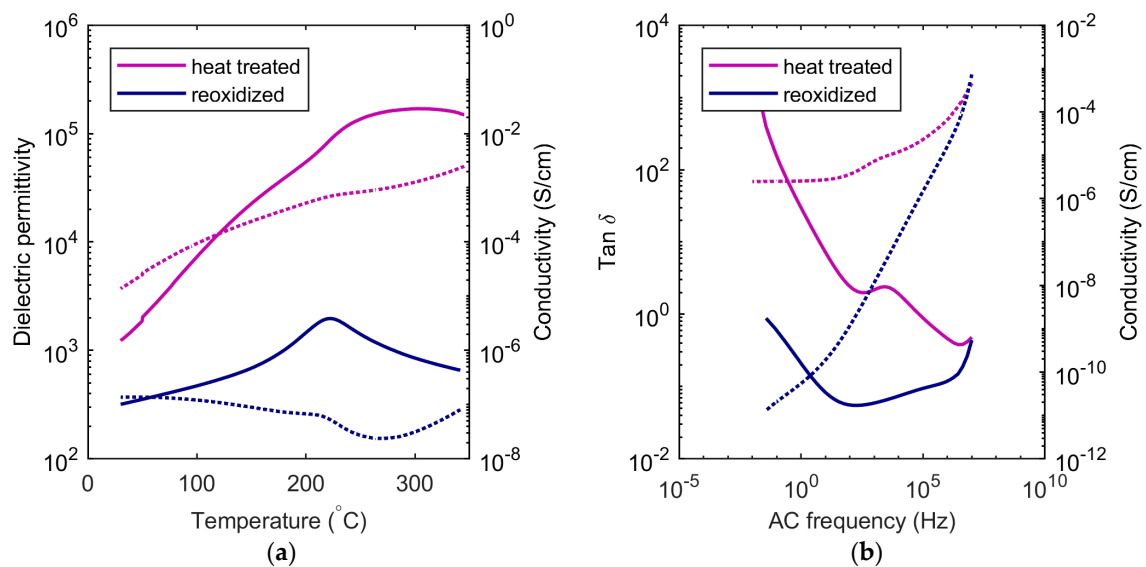 10^6
10^5
10^4
10^3
10^2
Dielectric permittivity
heat treated
reoxidized
10^0
10^-2
10^-4
10^-6
10^-8
Conductivity (S/cm)
0 100 200 300
Temperature (°C)
(a)
10^4
10^2
10^0
10^-2
Tan δ
heat treated
reoxidized
10^-2
10^-4
10^-6
10^-8
10^-10
10^-12
Conductivity (S/cm)
10^-5 10^0 10^5 10^10
AC frequency (Hz)
(b)